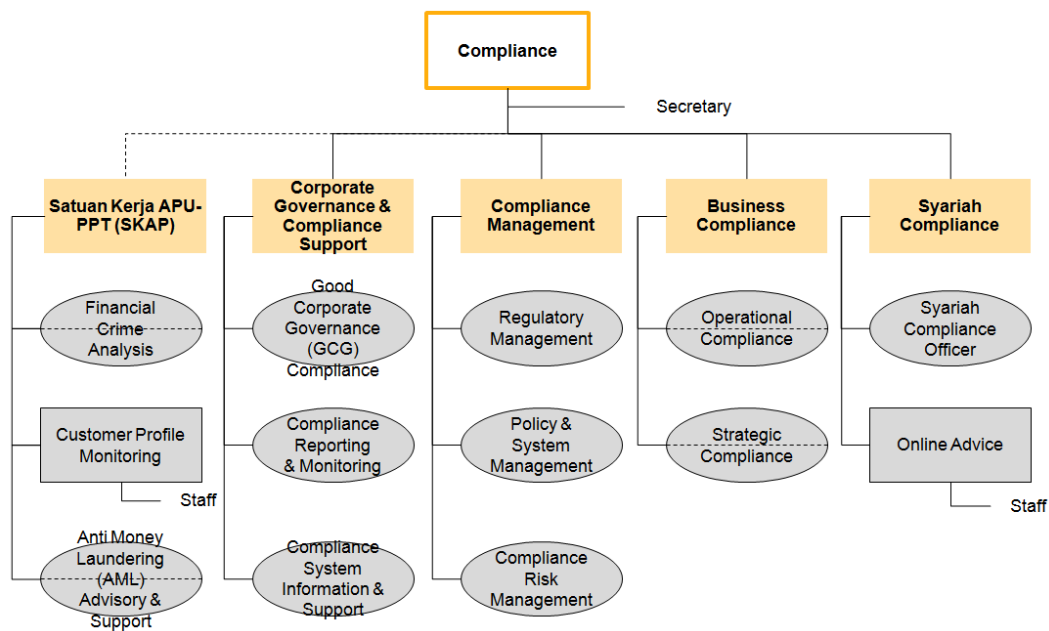 Compliance
Secretary
Satuan Kerja APU-
PPT (SKAP)
Corporate
Governance &
Compliance
Support
Compliance
Management
Business
Compliance
Syariah
Compliance
Financial
Crime
Analysis
Good
Corporate
Governance
(GCG)
Compliance
Regulatory
Management
Operational
Compliance
Syariah
Compliance
Officer
Customer Profile
Monitoring
Staff
Compliance
Reporting
& Monitoring
Policy &
System
Management
Strategic
Compliance
Online Advice
Staff
Anti Money
Laundering
(AML)
Advisory &
Support
Compliance
System
Information &
Support
Compliance
Risk
Management